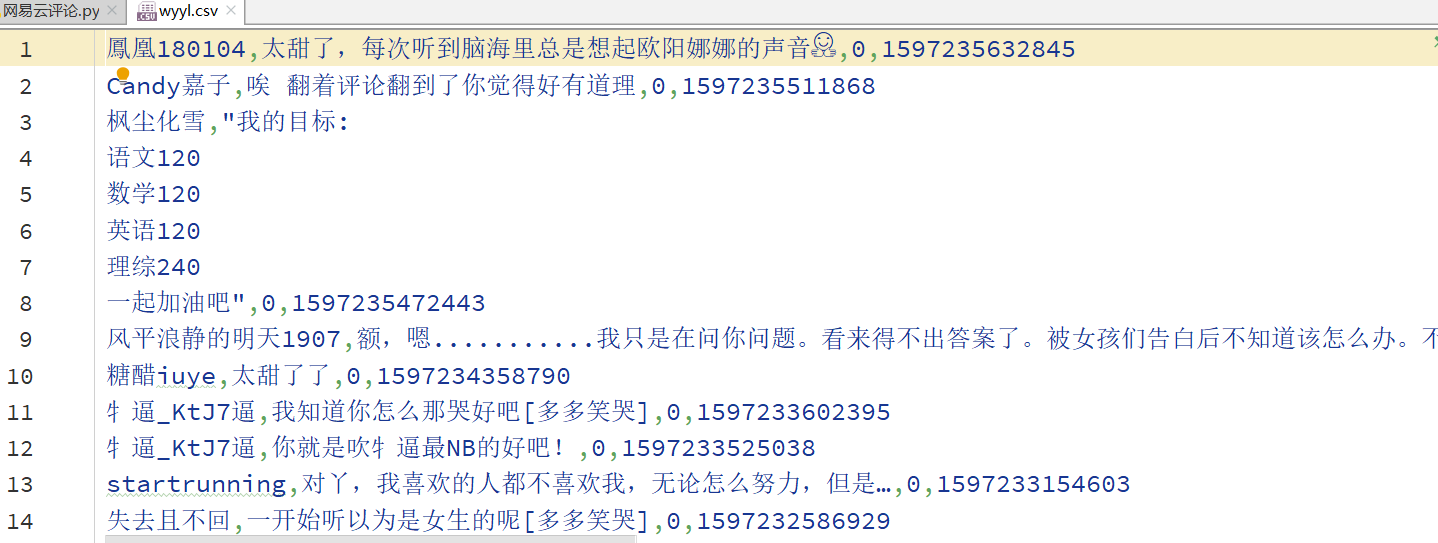 网易云评论.py × wyyl.csv ×
1 鳳凰180104,太甜了，每次听到脑海里总是想起欧阳娜娜的声音,0,1597235632845
2 Candy嘉子,唉 翻着评论翻到了你觉得好有道理,0,1597235511868
3 枫尘化雪,"我的目标：
4 语文120
5 数学120
6 英语120
7 理综240
8 一起加油吧",0,1597235472443
9 风平浪静的明天1907,额，嗯...........我只是在问你问题。看来得不出答案了。被女孩们告白后不知道该怎么办。不
10 糖醋iuye,太甜了了,0,1597234358790
11 牜逼_KtJ7逼,我知道你怎么那哭好吧[多多笑哭],0,1597233602395
12 牜逼_KtJ7逼,你就是吹牜逼最NB的好吧！,0,1597233525038
13 startrunning,对丫，我喜欢的人都不喜欢我，无论怎么努力，但是…,0,1597233154603
14 失去且不回,一开始听以为是女生的呢[多多笑哭],0,1597232586929